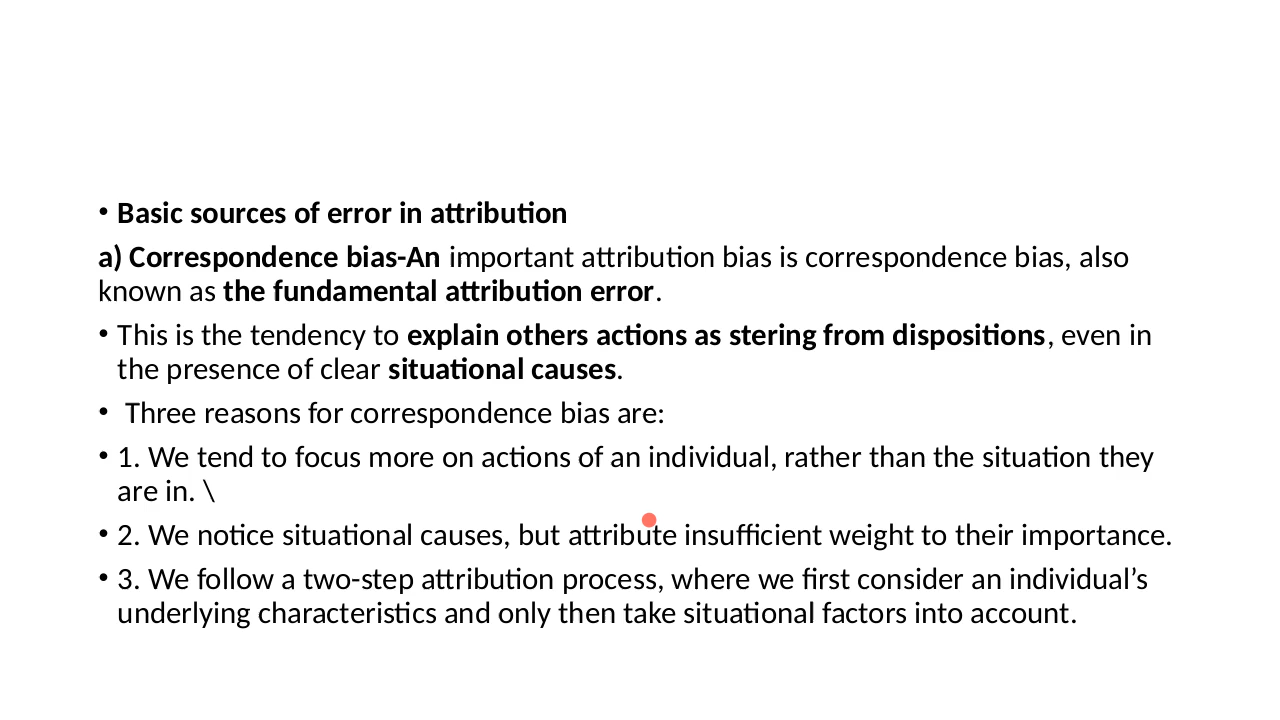 • Basic sources of error in attribution
a) Correspondence bias-An important attribution bias is correspondence bias, also
known as the fundamental attribution error.
• This is the tendency to explain others actions as stering from dispositions, even in
the presence of clear situational causes.
• Three reasons for correspondence bias are:
• 1. We tend to focus more on actions of an individual, rather than the situation they
are in. \
• 2. We notice situational causes, but attribute insufficient weight to their importance.
• 3. We follow a two-step attribution process, where we first consider an individual’s
underlying characteristics and only then take situational factors into account.